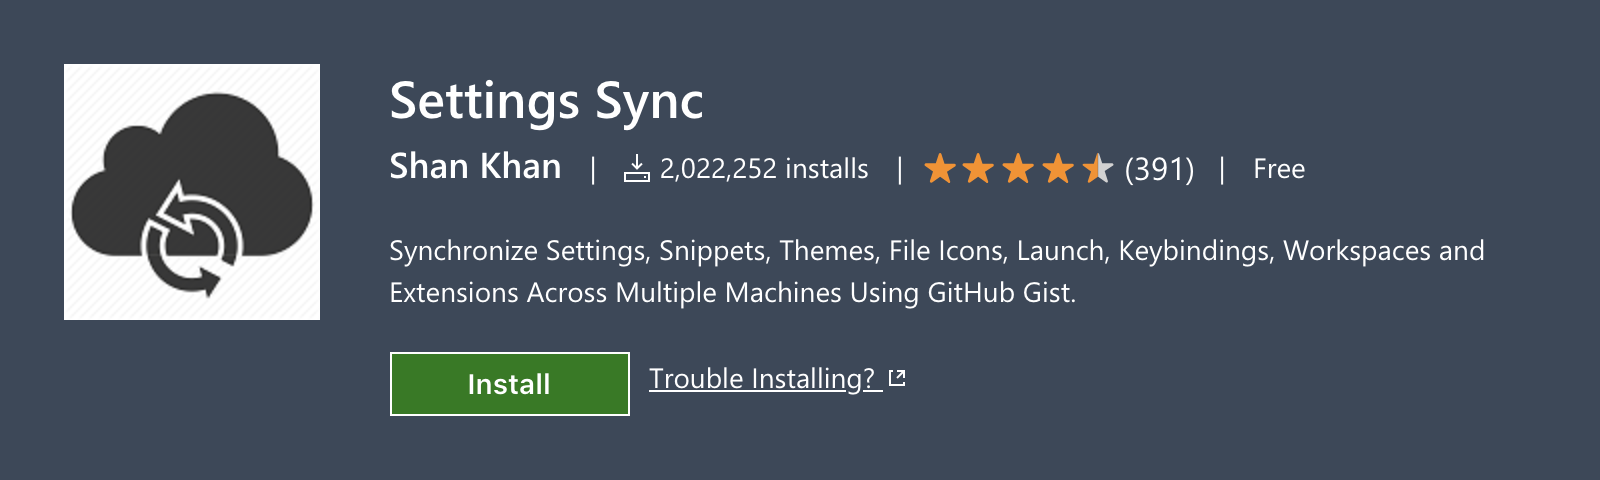 Settings Sync
Shan Khan | 2,022,252 installs | (391) | Free
Synchronize Settings, Snippets, Themes, File Icons, Launch, Keybindings, Workspaces and
Extensions Across Multiple Machines Using GitHub Gist.
Install Trouble Installing?